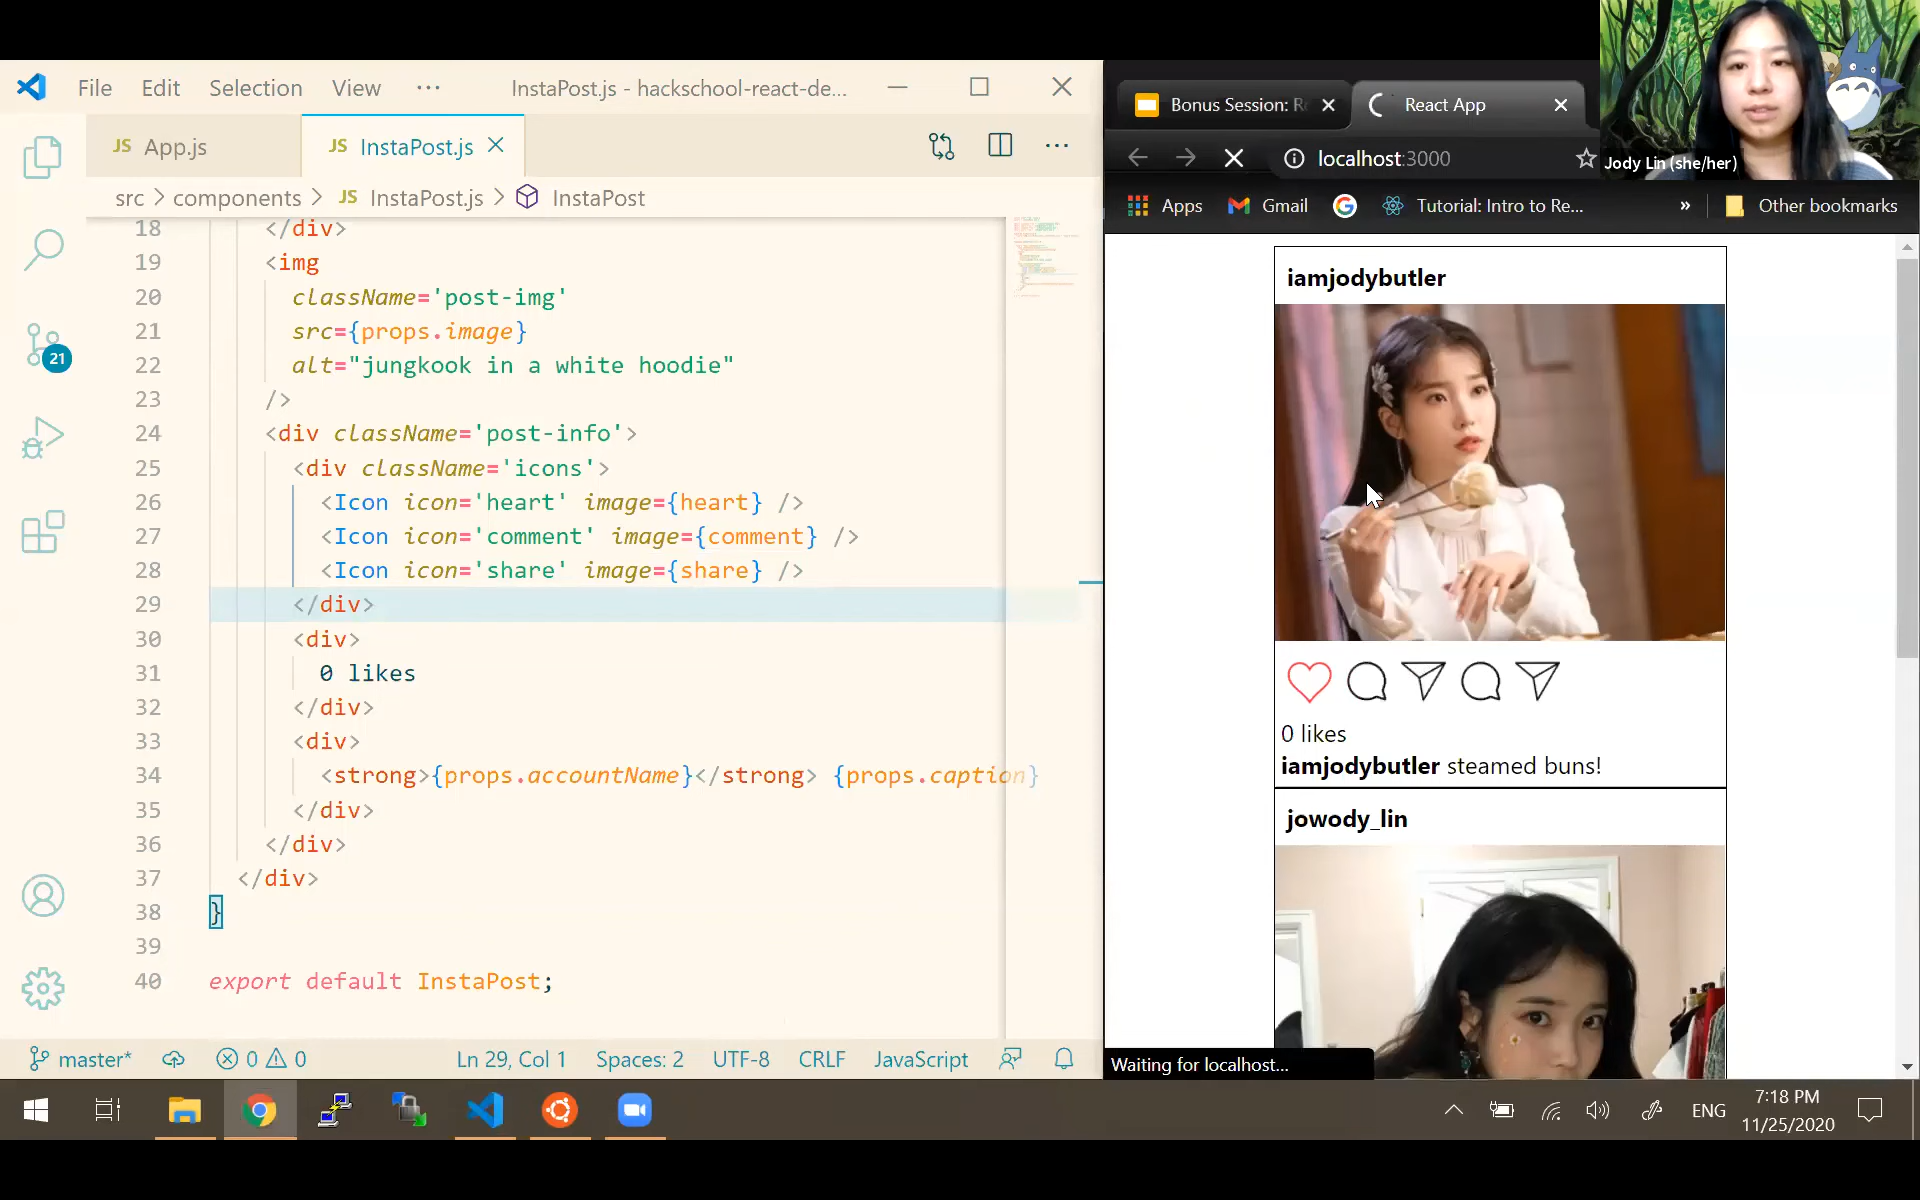 File Edit Selection View ··· InstaPost.js - hackschool-react-de...
JS App.js
JS InstaPost.js
src > components > JS InstaPost.js > InstaPost
18 </div>
19 <img
20 className='post-img'
21 src={props.image}
22 alt="jungkook in a white hoodie"
23 />
24 <div className='post-info'>
25 <div className='icons'>
26 <Icon icon='heart' image={heart} />
27 <Icon icon='comment' image={comment} />
28 <Icon icon='share' image={share} />
29 </div>
30 <div>
31 0 likes
32 </div>
33 <div>
34 <strong>{props.accountName}</strong> {props.caption}
35 </div>
36 </div>
37 </div>
38 }
39
40 export default InstaPost;
21
master* 0 0 Ln 29, Col 1 Spaces: 2 UTF-8 CRLF JavaScript
Bonus Session: R
React App
localhost:3000
Apps Gmail Tutorial: Intro to Re... » Other bookmarks
Jody Lin (she/her)
iamjodybutler
0 likes
iamjodybutler steamed buns!
jowody_lin
Waiting for localhost...
ENG
7:18 PM
11/25/2020